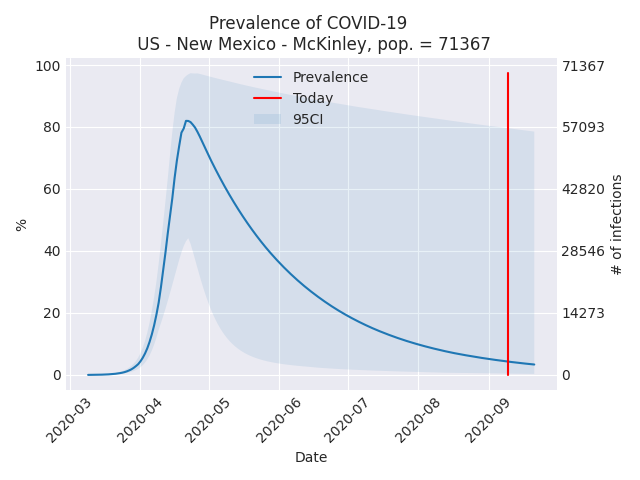 Prevalence of COVID-19
US - New Mexico - McKinley, pop. = 71367
100
80
60
40
20
0
%
Prevalence
Today
95CI
71367
57093
42820
28546
14273
0
# of infections
2020-03
2020-04
2020-05
2020-06
2020-07
2020-08
2020-09
Date